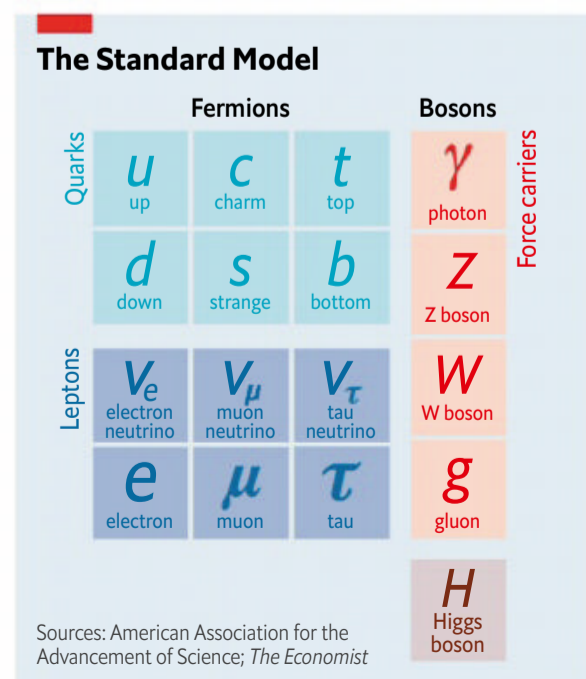 The Standard Model
Fermions
Bosons
Quarks
u
up
c
charm
t
top
γ
photon
Force carriers
d
down
s
strange
b
bottom
Z
Z boson
Leptons
νe
electron
neutrino
νμ
muon
neutrino
ντ
tau
neutrino
W
W boson
e
electron
μ
muon
τ
tau
g
gluon
H
Higgs
boson
Sources: American Association for the
Advancement of Science; The Economist